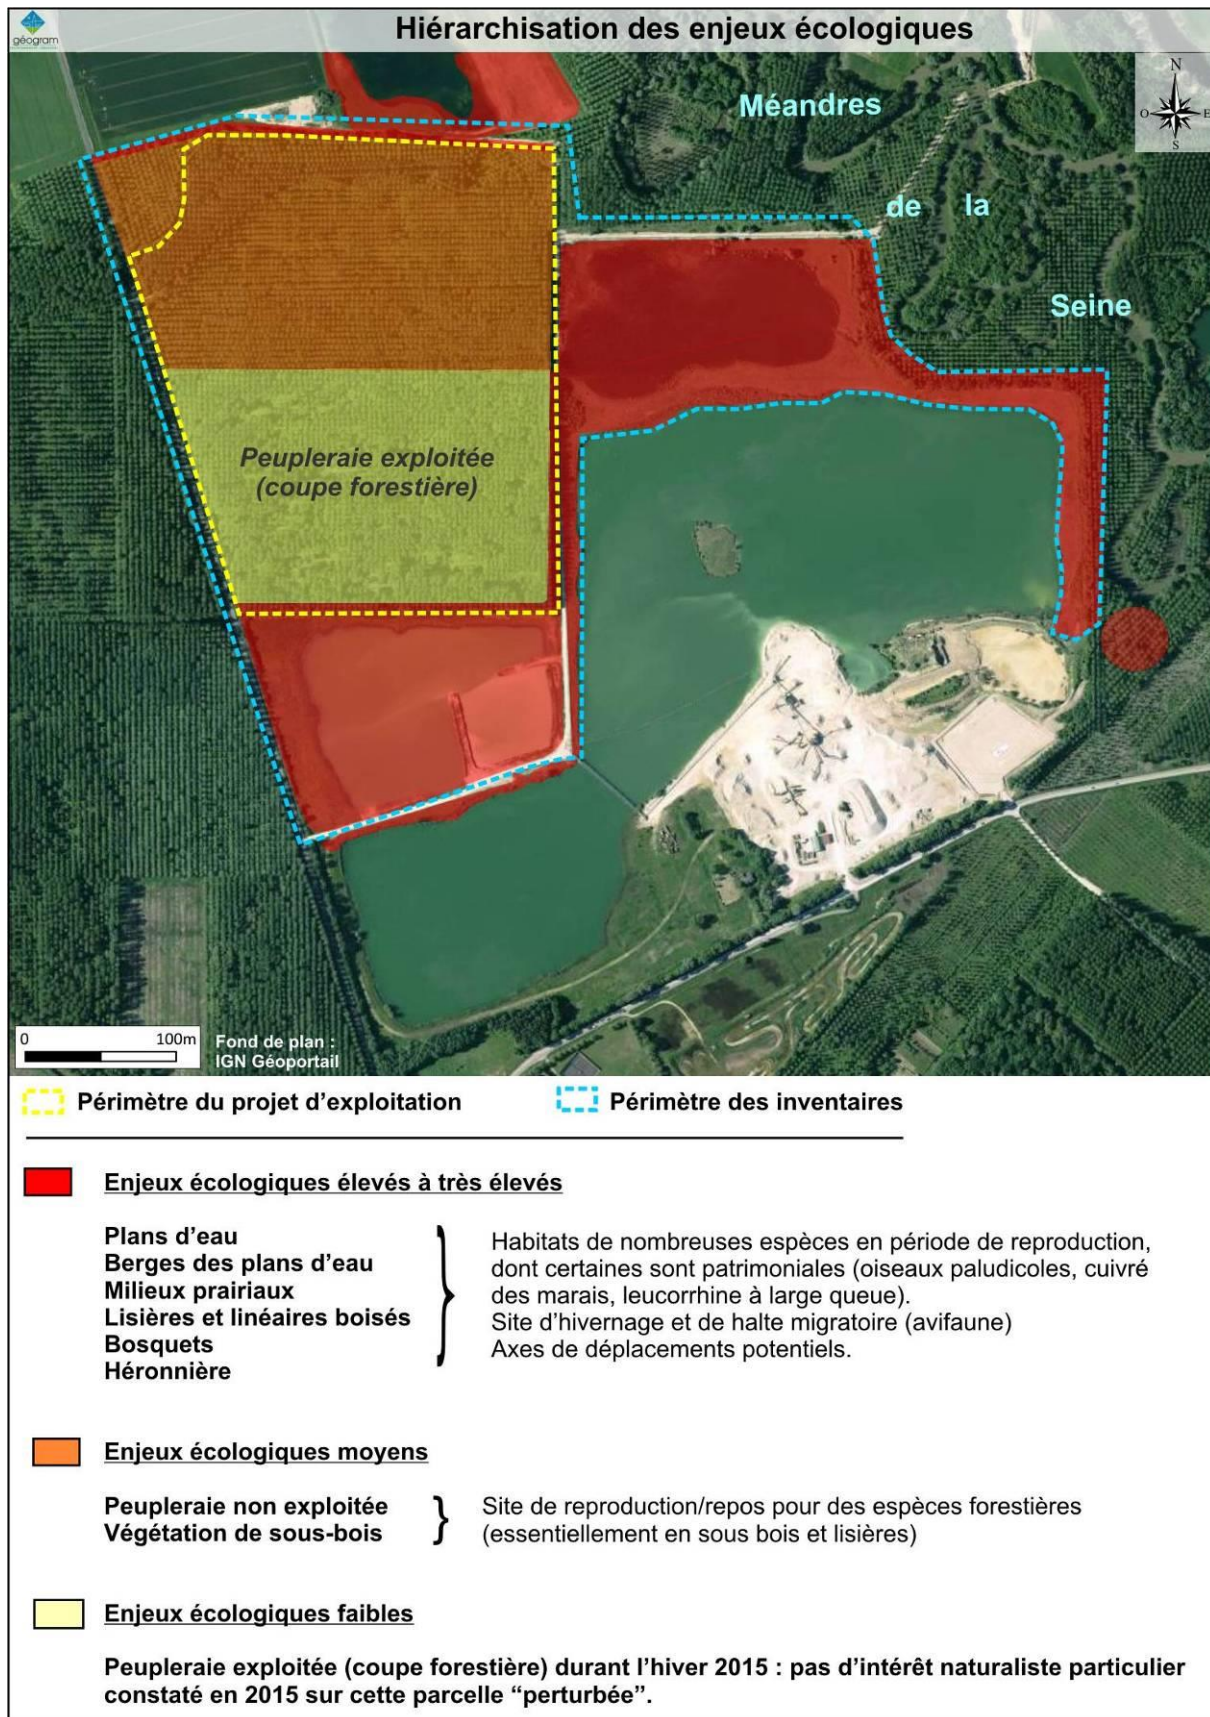 géogram
Hiérarchisation des enjeux écologiques
N
O
E
S
Méandres
de la
Seine
Peupleraie exploitée
(coupe forestière)
0 100m
Fond de plan :
IGN Géoportail
Périmètre du projet d'exploitation
Périmètre des inventaires
Enjeux écologiques élevés à très élevés
Plans d'eau
Berges des plans d'eau
Milieux prairiaux
Lisières et linéaires boisés
Bosquets
Héronnière
Habitats de nombreuses espèces en période de reproduction,
dont certaines sont patrimoniales (oiseaux paludicoles, cuivré
des marais, leucorrhine à large queue).
Site d'hivernage et de halte migratoire (avifaune)
Axes de déplacements potentiels.
Enjeux écologiques moyens
Peupleraie non exploitée
Végétation de sous-bois
Site de reproduction/repos pour des espèces forestières
(essentiellement en sous bois et lisières)
Enjeux écologiques faibles
Peupleraie exploitée (coupe forestière) durant l'hiver 2015 : pas d'intérêt naturaliste particulier
constaté en 2015 sur cette parcelle “perturbée”.